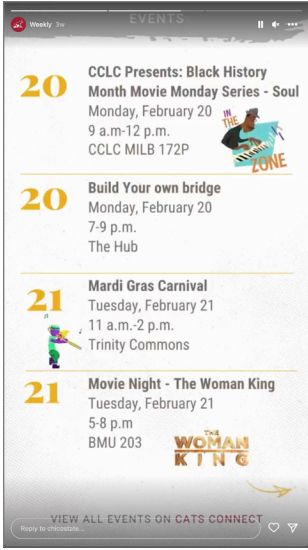 EVENTS
Weekly 3w
20
CCLC Presents: Black History
Month Movie Monday Series - Soul
Monday, February 20
9 a.m-12 p.m.
CCLC MILB 172P
IN THE ZONE
20
Build Your own bridge
Monday, February 20
7-9 p.m.
The Hub
21
Mardi Gras Carnival
Tuesday, February 21
11 a.m.-2 p.m.
Trinity Commons
21
Movie Night - The Woman King
Tuesday, February 21
5-8 p.m
BMU 203
THE
WOMAN
KING
VIEW ALL EVENTS ON CATS CONNECT
Reply to chicostate...